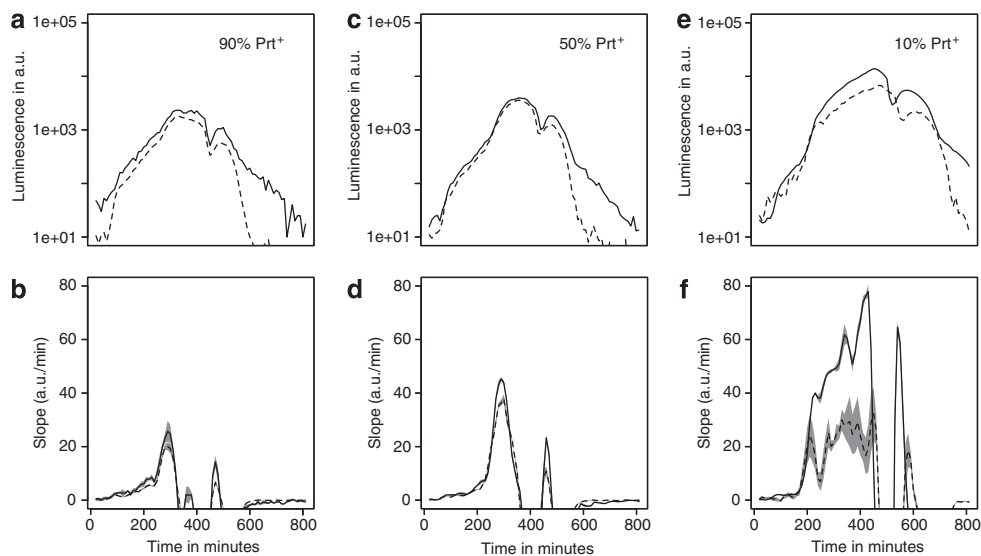 a
90% Prt+
Luminescence in a.u.
1e+05
1e+03
1e+01
c
50% Prt+
Luminescence in a.u.
1e+05
1e+03
1e+01
e
10% Prt+
Luminescence in a.u.
1e+05
1e+03
1e+01
b
Slope (a.u./min)
80
60
40
20
0
0 200 400 600 800
Time in minutes
d
Slope (a.u./min)
80
60
40
20
0
0 200 400 600 800
Time in minutes
f
Slope (a.u./min)
80
60
40
20
0
0 200 400 600 800
Time in minutes